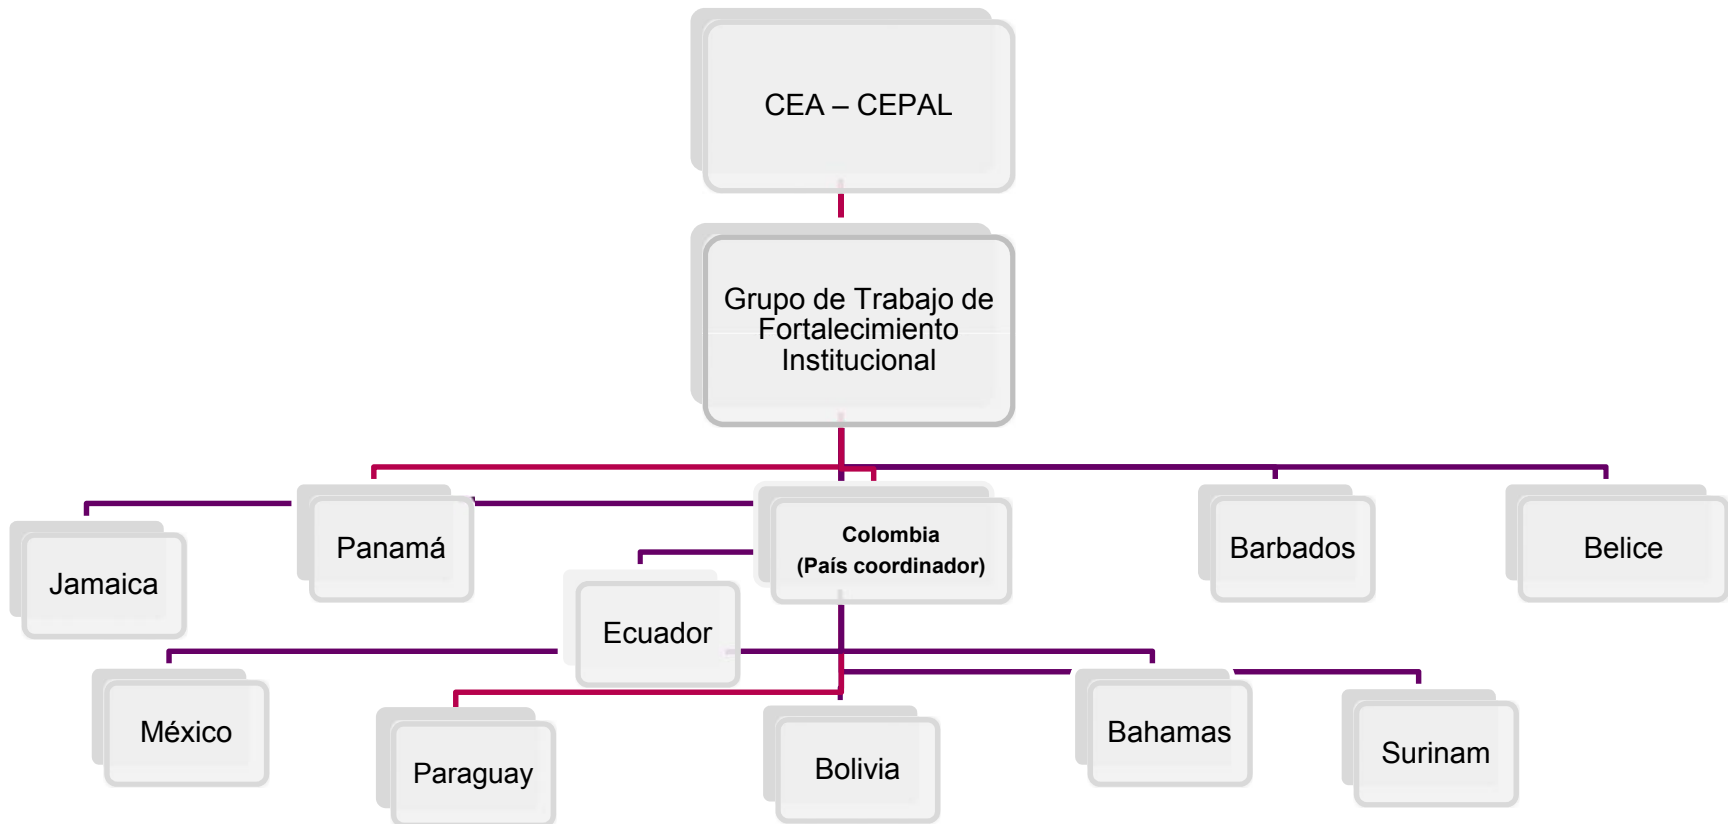 CEA – CEPAL
Grupo de Trabajo de
Fortalecimiento
Institucional
Jamaica
Panamá
Colombia
(País coordinador)
Barbados
Belice
Ecuador
México
Paraguay
Bolivia
Bahamas
Surinam